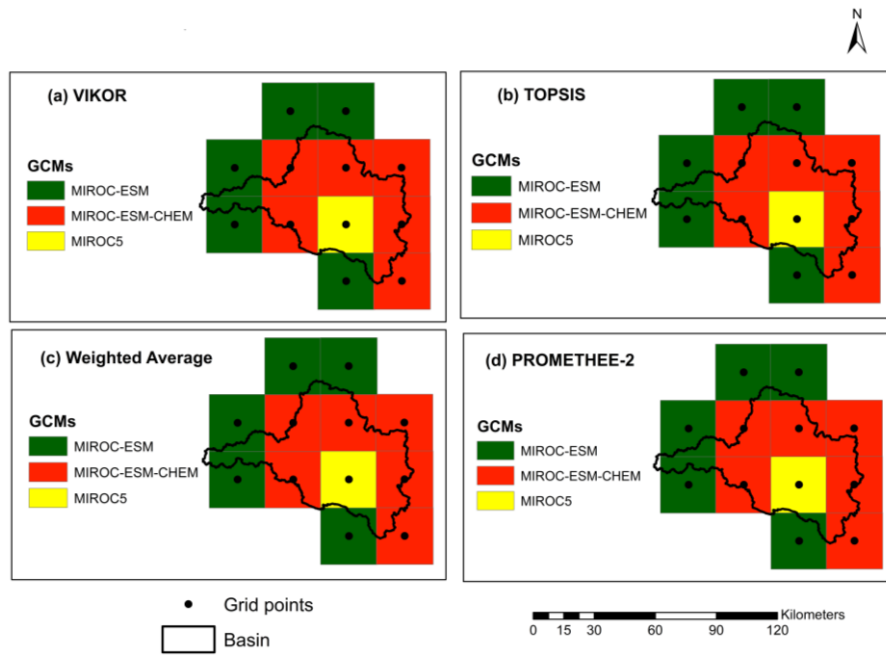 N
(a) VIKOR
GCMs
MIROC-ESM
MIROC-ESM-CHEM
MIROC5
(b) TOPSIS
GCMs
MIROC-ESM
MIROC-ESM-CHEM
MIROC5
(c) Weighted Average
GCMs
MIROC-ESM
MIROC-ESM-CHEM
MIROC5
(d) PROMETHEE-2
GCMs
MIROC-ESM
MIROC-ESM-CHEM
MIROC5
Grid points
Basin
Kilometers
0 15 30 60 90 120